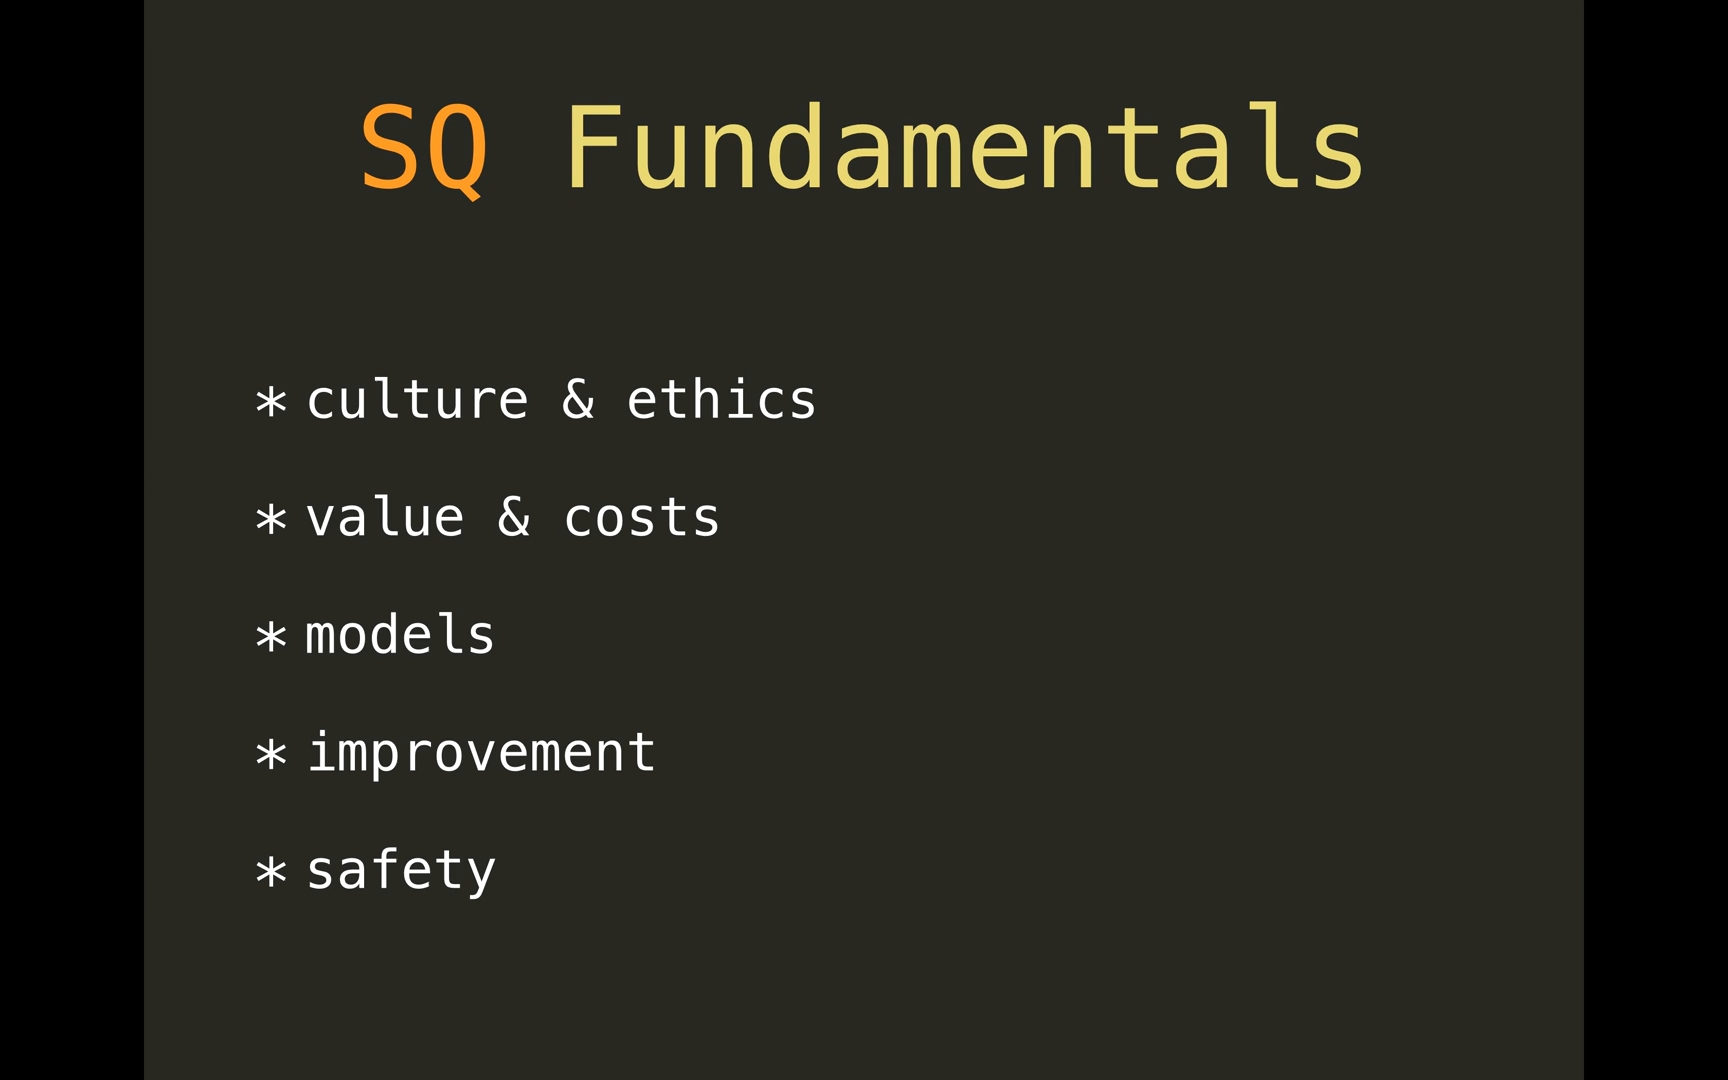 SQ Fundamentals
* culture & ethics
* value & costs
* models
* improvement
* safety